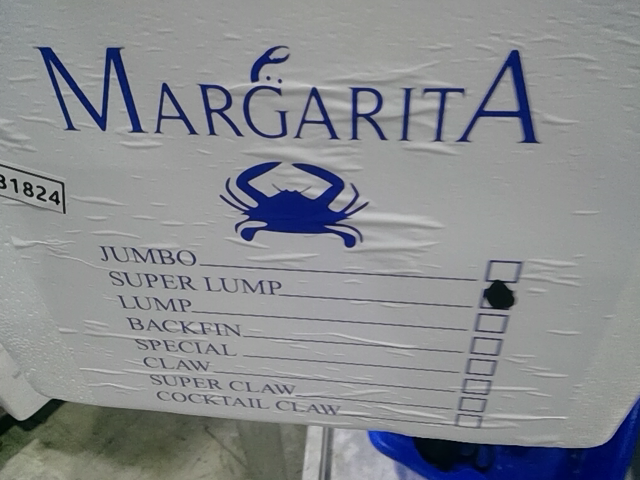 MARGARITA
31824
JUMBO
SUPER LUMP
LUMP
BACKFIN
SPECIAL
CLAW
SUPER CLAW
COCKTAIL CLAW